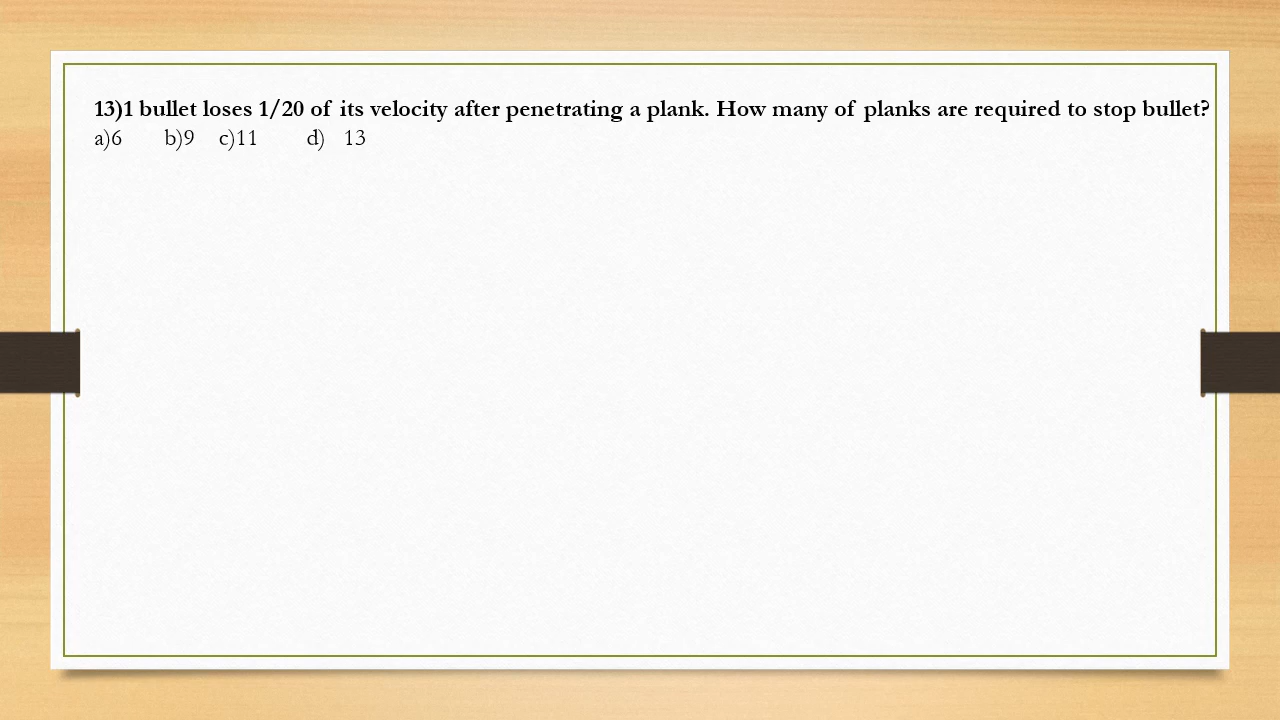 13)1 bullet loses 1/20 of its velocity after penetrating a plank. How many of planks are required to stop bullet?
a)6 b)9 c)11 d) 13